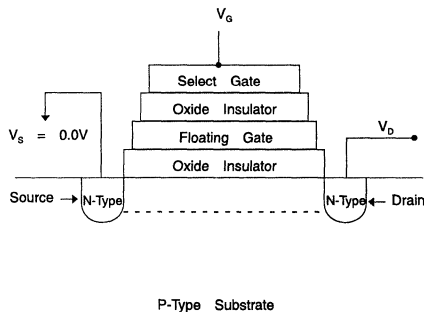 V_G
Select Gate
Oxide Insulator
V_S = 0.0V
Floating Gate
V_D
Oxide Insulator
Source
N-Type
N-Type
Drain
P-Type Substrate